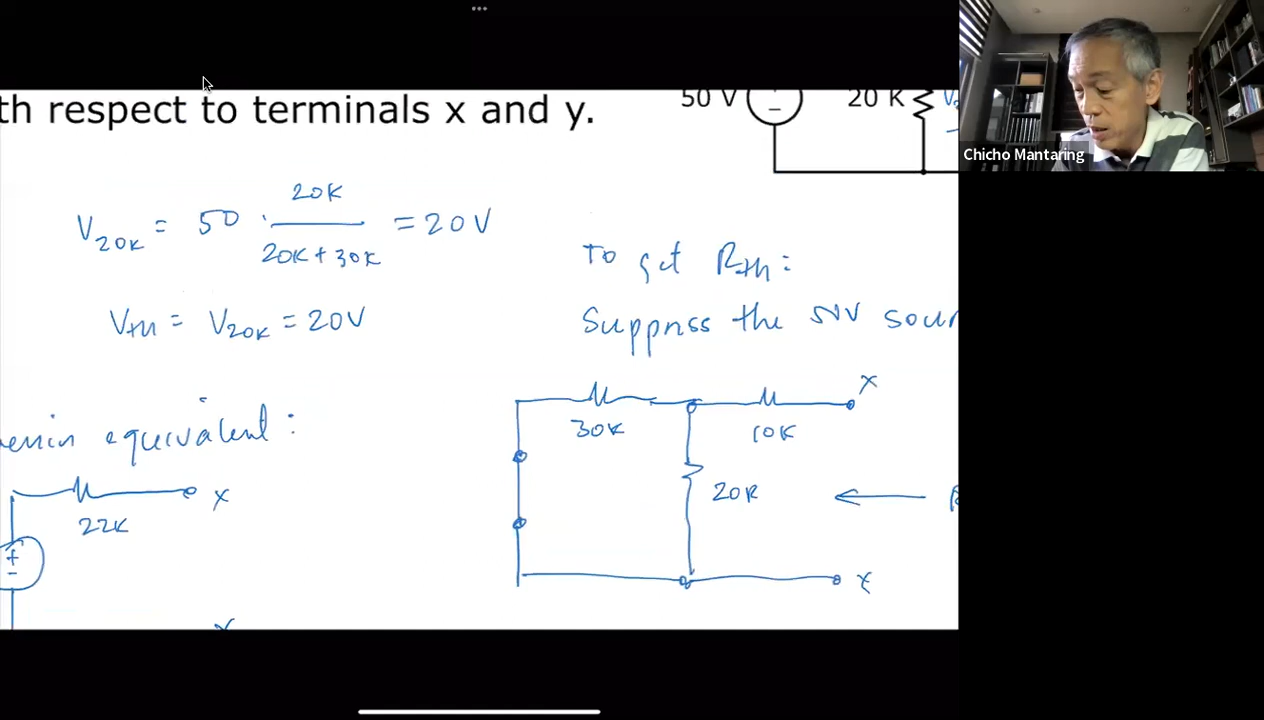 th respect to terminals x and y.
50 V
20 K
Chicho Mantaring
V20K = 50 · 20K / 20K + 30K = 20V
Vth = V20K = 20V
To get Rth:
Suppress the 50V sour
equivalent:
x
22K
+
-
30K
10K
x
20K